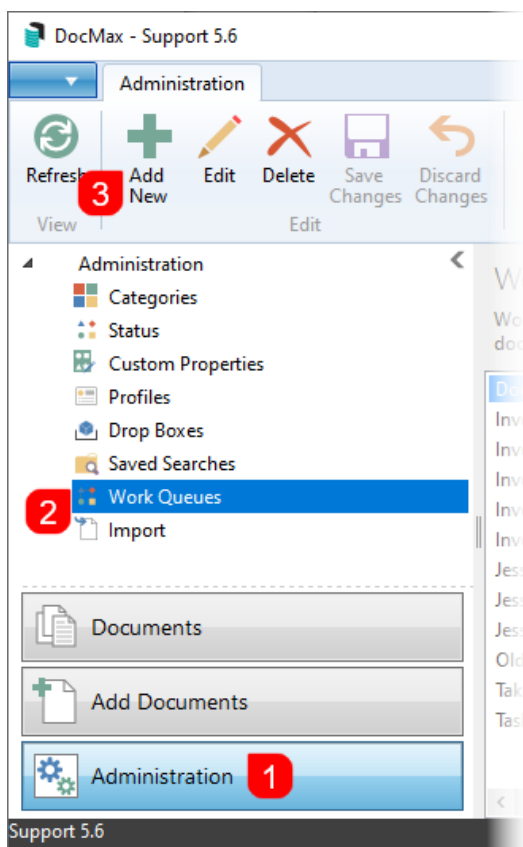 DocMax - Support 5.6
Administration
Refresh
Add New
Edit
Delete
Save Changes
Discard Changes
3
View
Edit
Administration
Categories
Status
Custom Properties
Profiles
Drop Boxes
Saved Searches
Work Queues
2
Import
Documents
Add Documents
Administration
1
Support 5.6